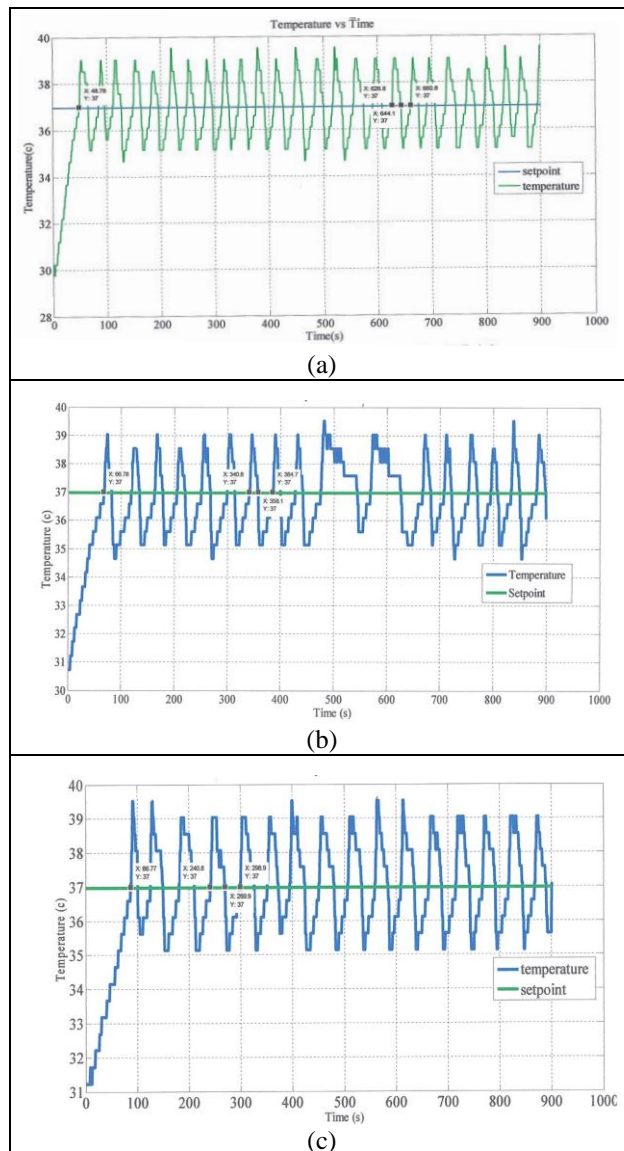 Temperature vs Time
40
38
36
34
32
30
28
Temperature(c)
X: 48.78
Y: 37
X: 626.8
Y: 37
X: 660.8
Y: 37
X: 644.1
Y: 37
setpoint
temperature
0 100 200 300 400 500 600 700 800 900 1000
Time(s)
(a)
40
39
38
37
36
35
34
33
32
31
30
Temperature (c)
Y: 37
X: 340.8
Y: 37
X: 384.7
Y: 37
X: 358.1
Y: 37
Temperature
Setpoint
0 100 200 300 400 500 600 700 800 900 1000
Time (s)
(b)
40
39
38
37
36
35
34
33
32
31
Temperature (c)
X: 86.77
Y: 37
X: 240.8
Y: 37
X: 298.9
Y: 37
X: 269.9
Y: 37
temperature
setpoint
0 100 200 300 400 500 600 700 800 900 1000
Time (s)
(c)